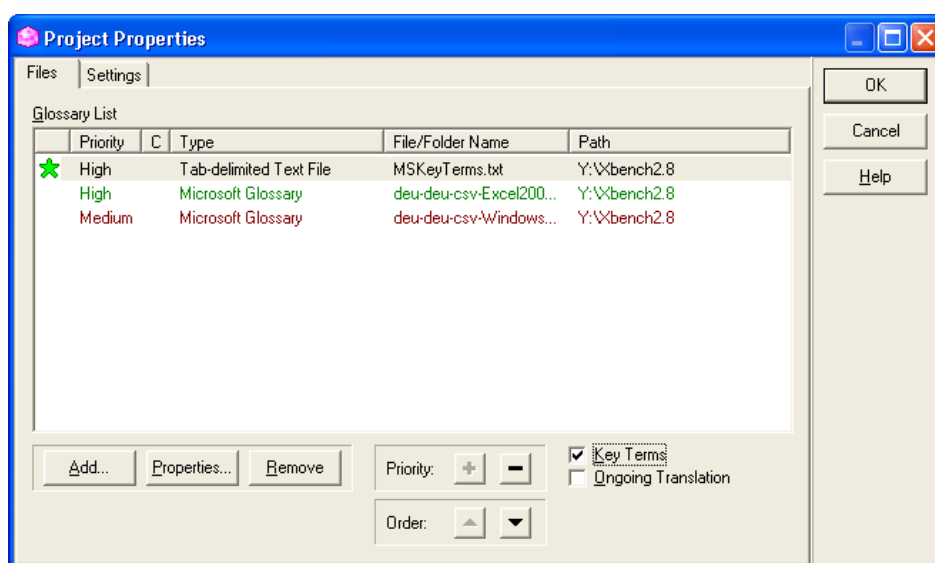 Project Properties
Files Settings
OK
Glossary List
Cancel
Priority C Type File/Folder Name Path
High Tab-delimited Text File MSKeyTerms.txt Y:\Xbench2.8
Help
High Microsoft Glossary deu-deu-csv-Excel200... Y:\Xbench2.8
Medium Microsoft Glossary deu-deu-csv-Windows... Y:\Xbench2.8
Add... Properties... Remove Priority: + - Key Terms
Ongoing Translation
Order: